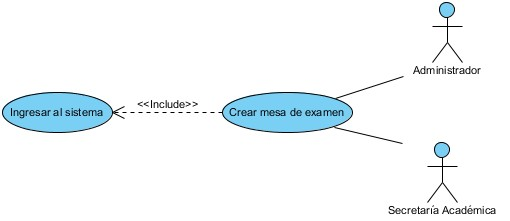 Administrador
<<Include>>
Ingresar al sistema
Crear mesa de examen
Secretaría Académica